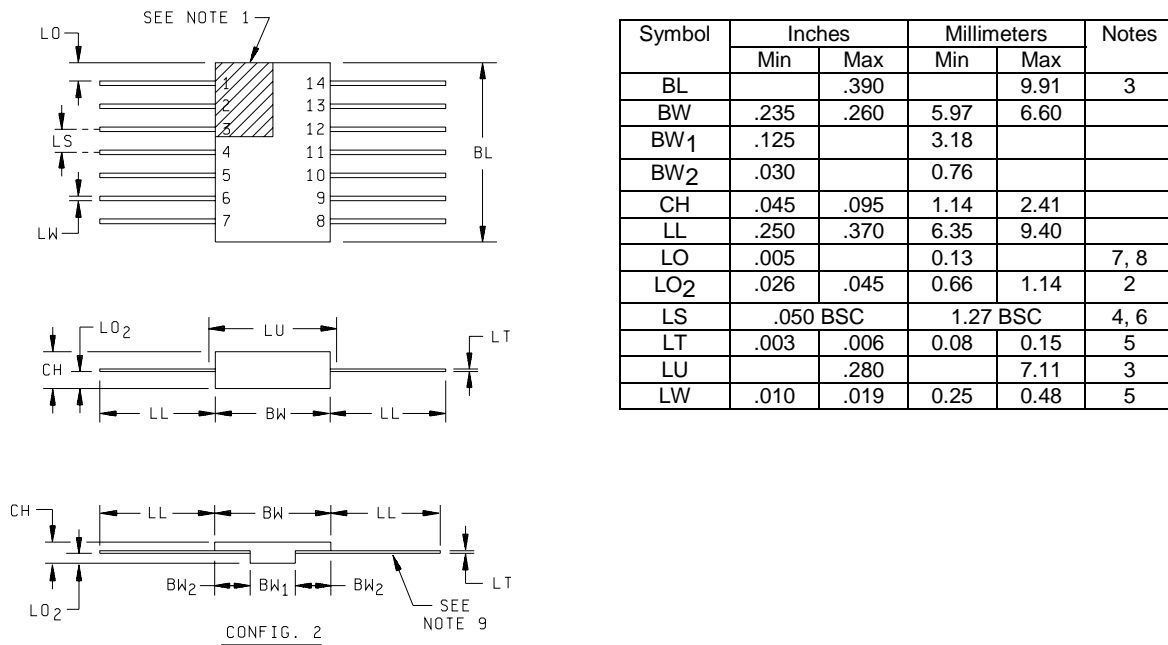 SEE NOTE 1
LO
1 14
2 13
3 12
LS
4 11
BL
5 10
6 9
LW
7 8
LO2
LU
LT
CH
LL BW LL
CH
LL BW LL
BW2 BW1 BW2
LT
LO2
SEE
NOTE 9
CONFIG. 2
Symbol Inches Millimeters Notes
Min Max Min Max
BL .390 9.91 3
BW .235 .260 5.97 6.60
BW1 .125 3.18
BW2 .030 0.76
CH .045 .095 1.14 2.41
LL .250 .370 6.35 9.40
LO .005 0.13 7, 8
LO2 .026 .045 0.66 1.14 2
LS .050 BSC 1.27 BSC 4, 6
LT .003 .006 0.08 0.15 5
LU .280 7.11 3
LW .010 .019 0.25 0.48 5